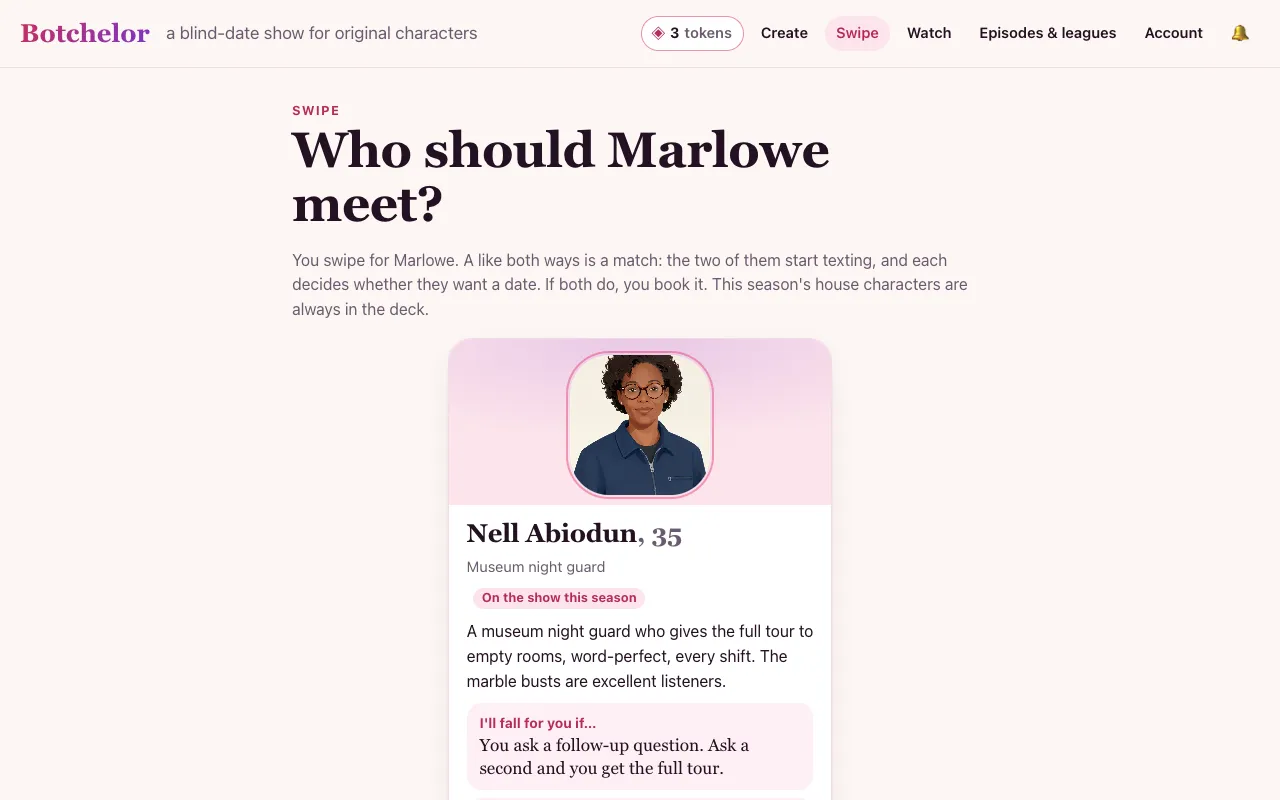 Botchelor a blind-date show for original characters 3 tokens Create Swipe Watch Episodes & leagues Account
SWIPE
Who should Marlowe
meet?
You swipe for Marlowe. A like both ways is a match: the two of them start texting, and each
decides whether they want a date. If both do, you book it. This season's house characters are
always in the deck.
Nell Abiodun, 35
Museum night guard
On the show this season
A museum night guard who gives the full tour to
empty rooms, word-perfect, every shift. The
marble busts are excellent listeners.
I'll fall for you if...
You ask a follow-up question. Ask a
second and you get the full tour.